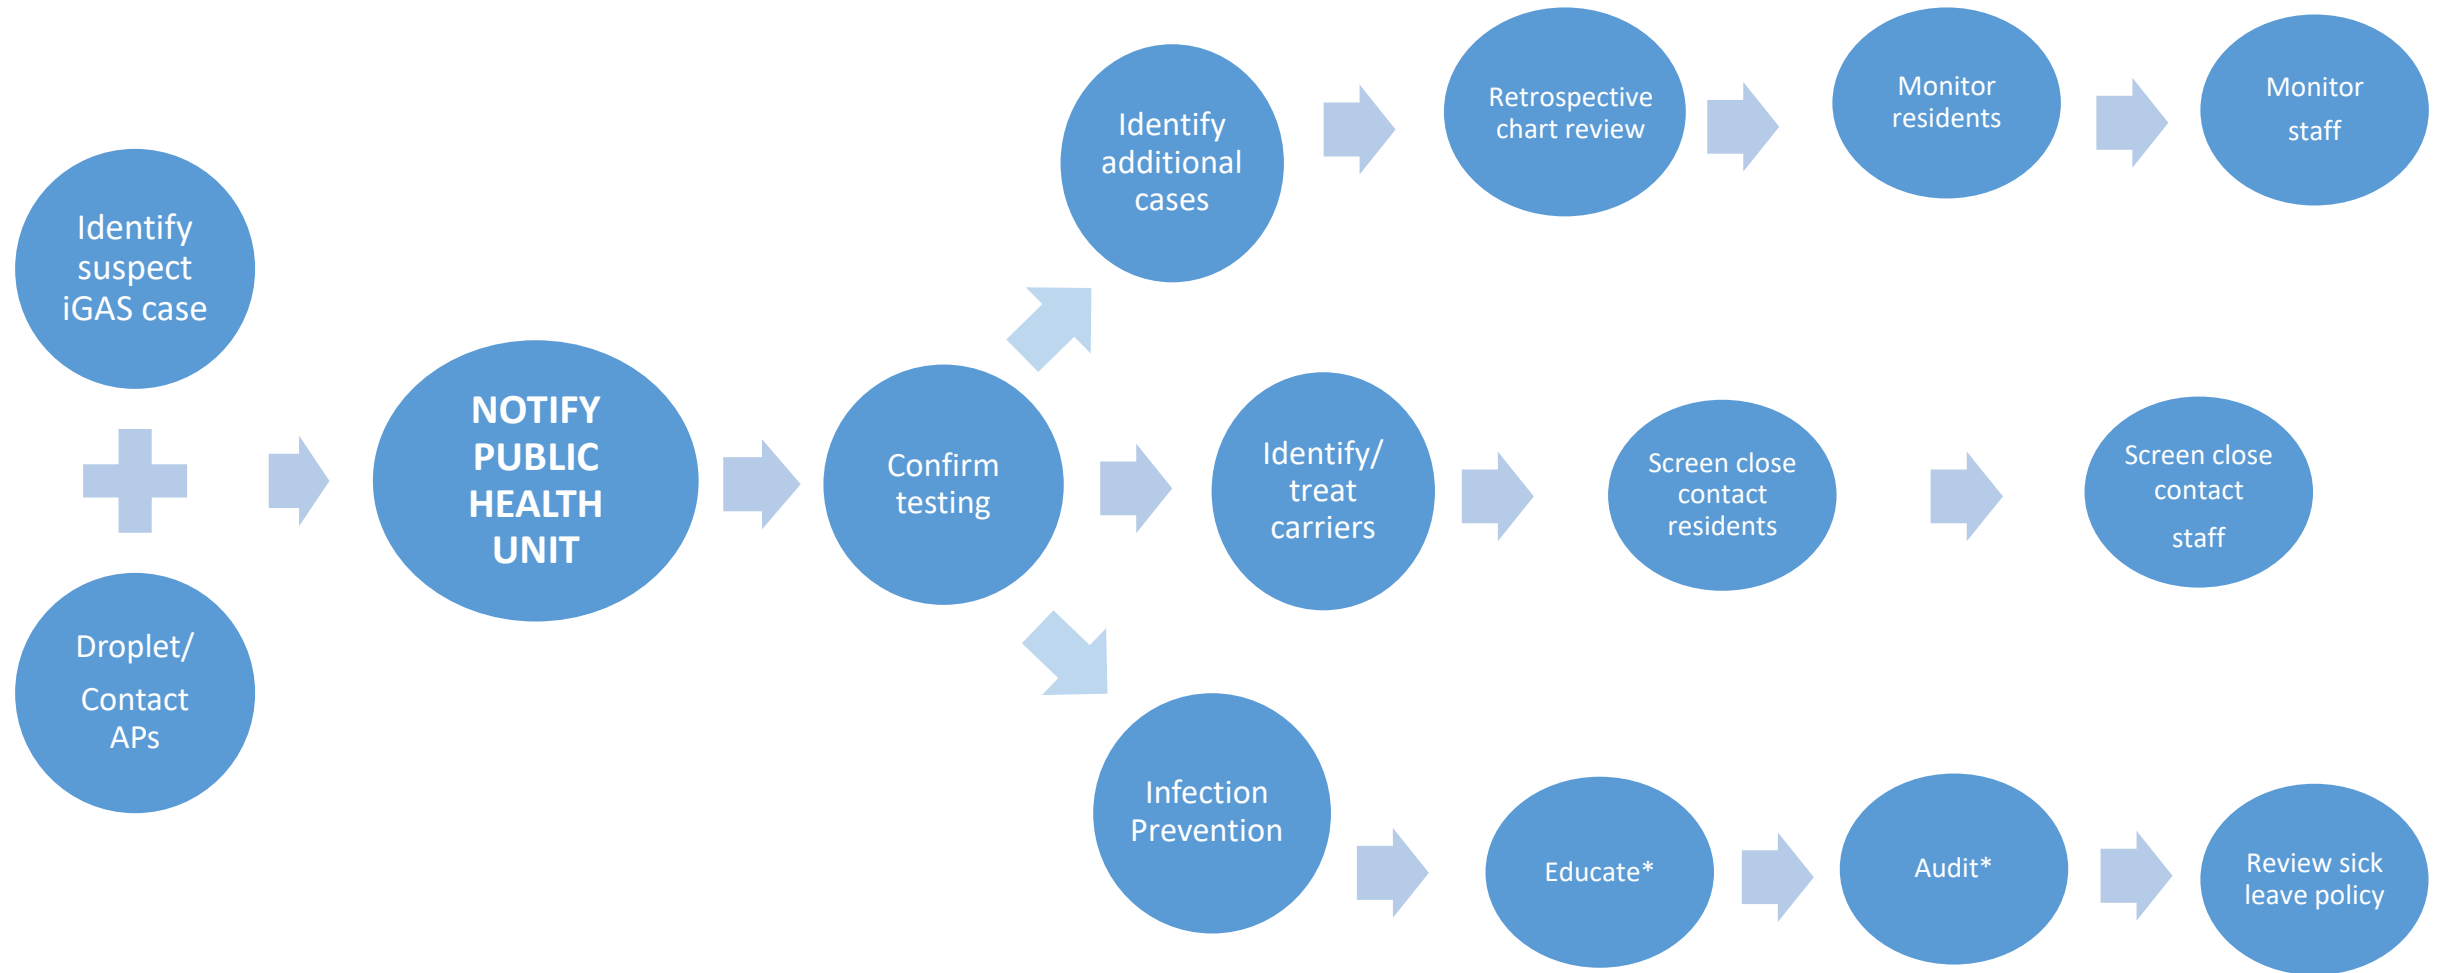 Identify
suspect
iGAS case
Droplet/
Contact
APs
NOTIFY
PUBLIC
HEALTH
UNIT
Confirm
testing
Identify
additional
cases
Retrospective
chart review
Monitor
residents
Monitor
staff
Identify/
treat
carriers
Screen close
contact
residents
Screen close
contact
staff
Infection
Prevention
Educate*
Audit*
Review sick
leave policy